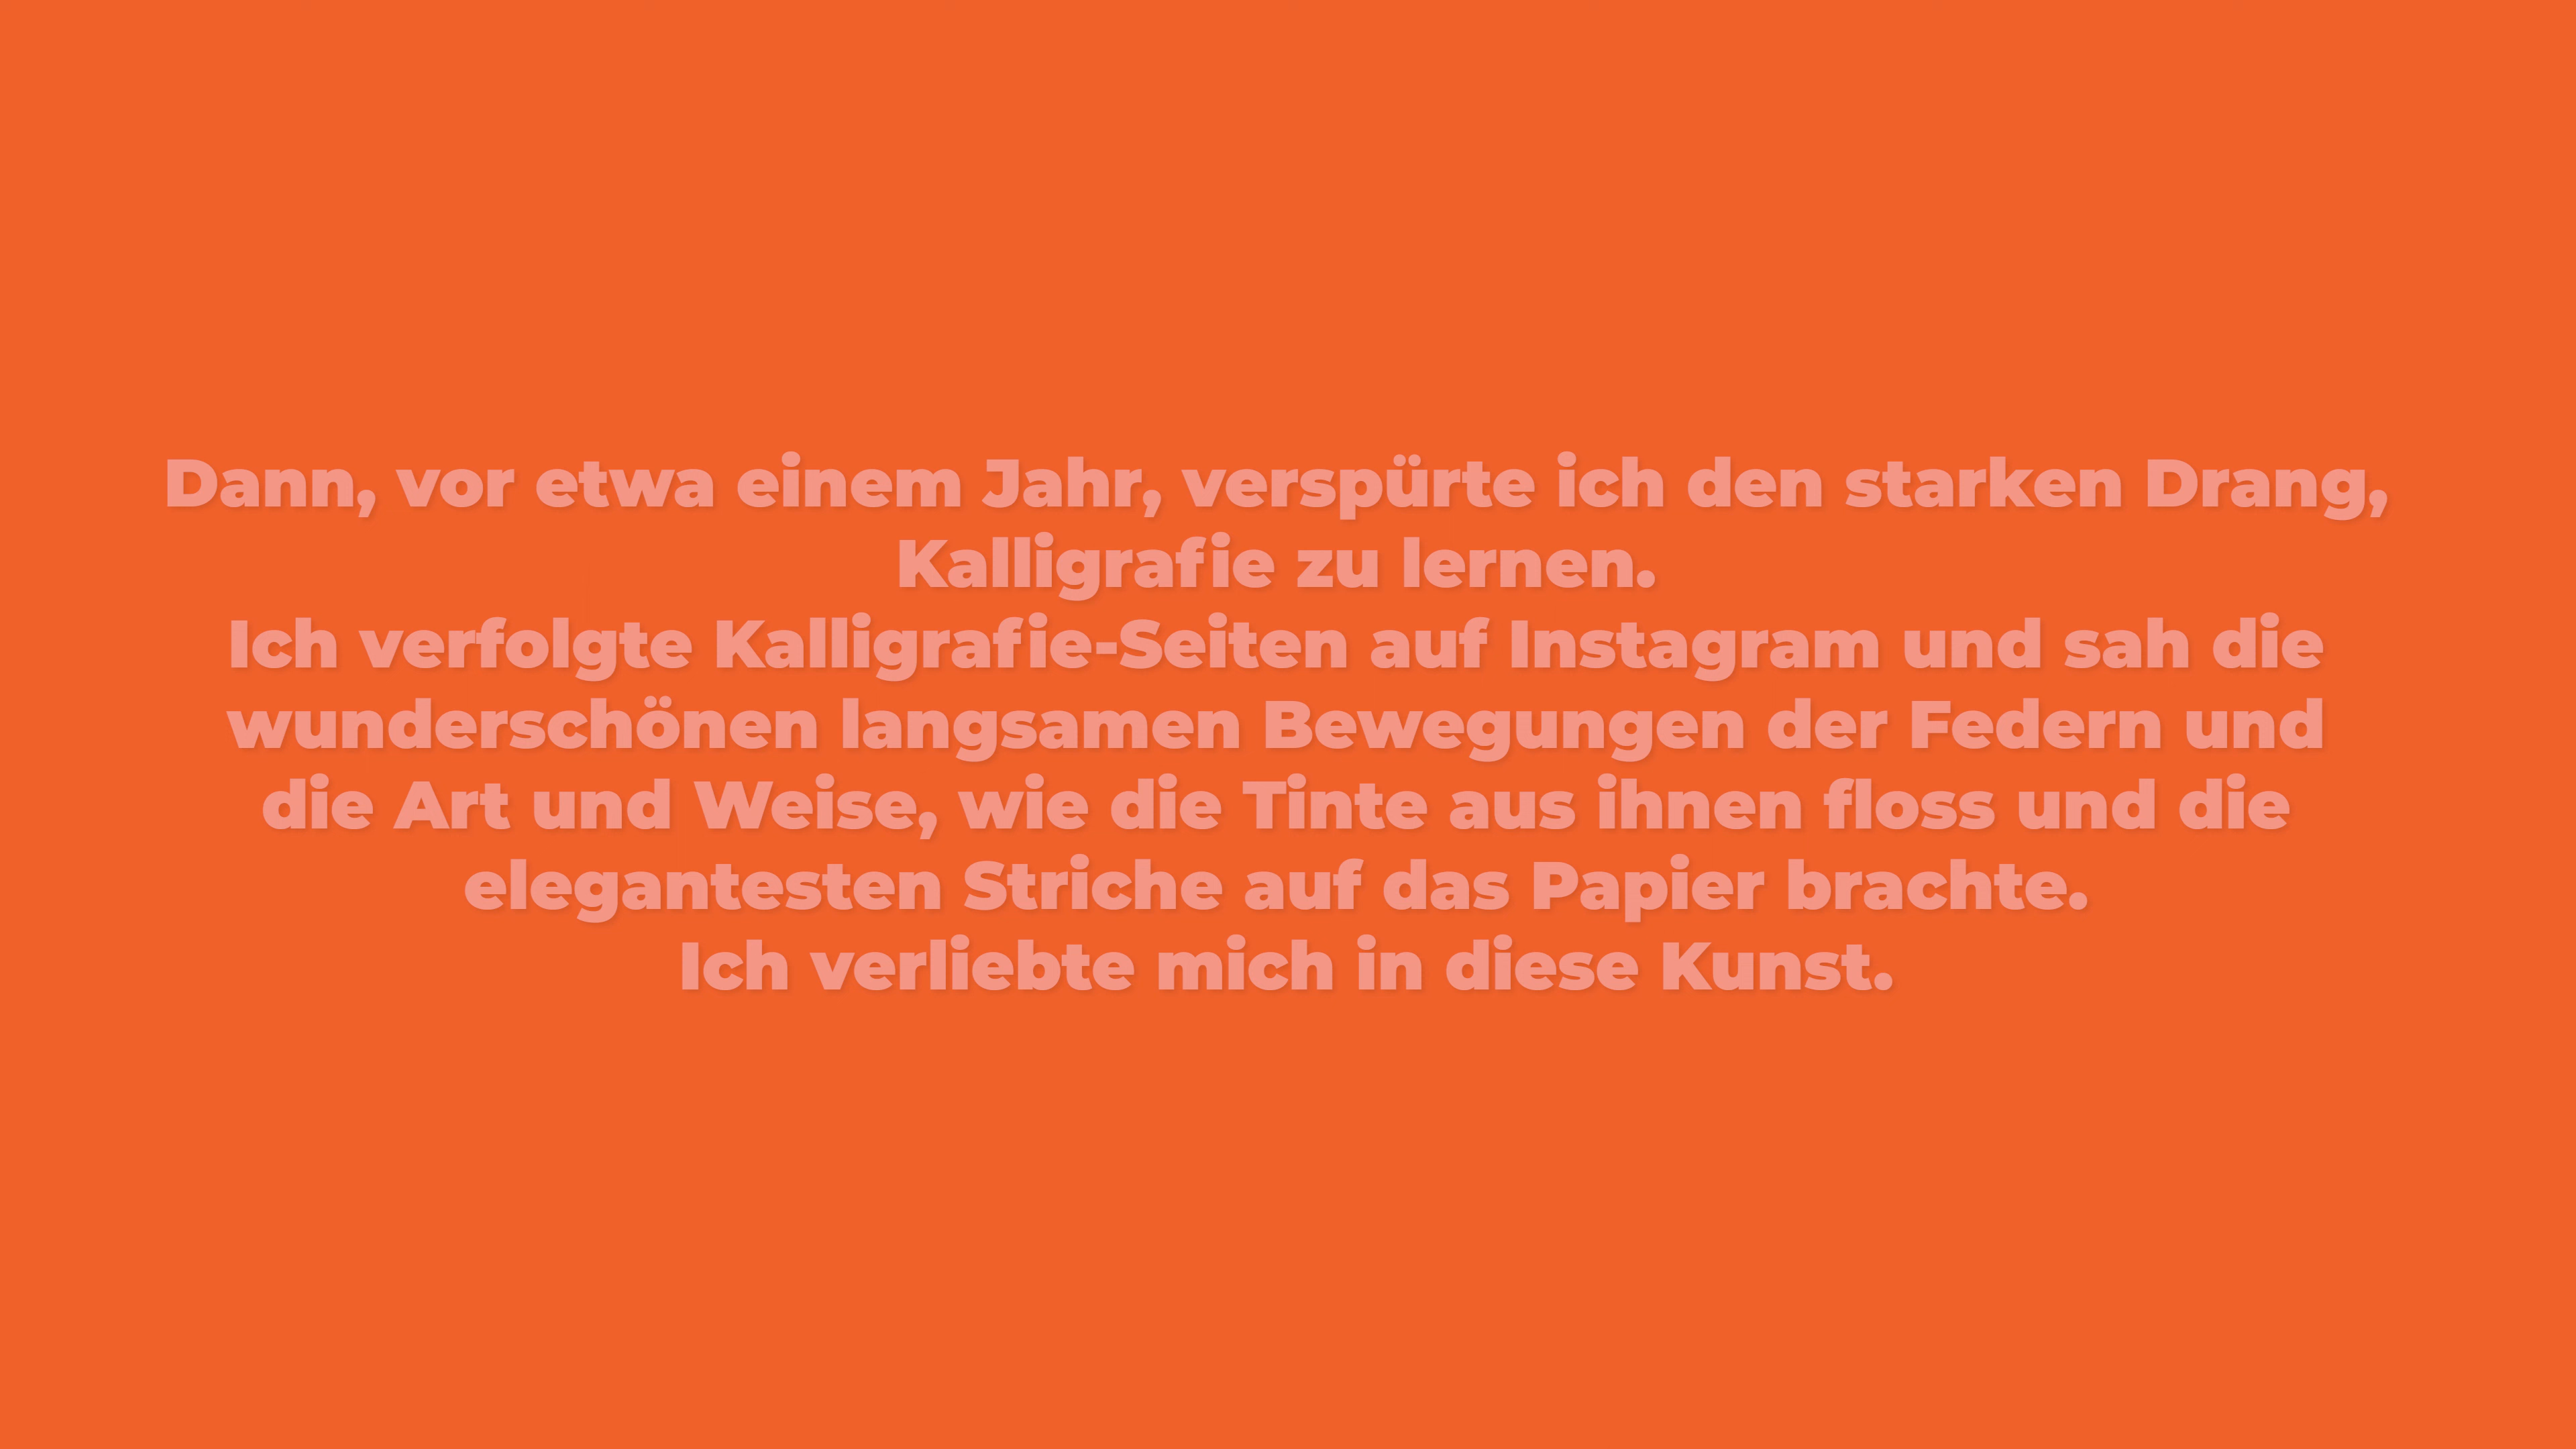 Dann, vor etwa einem Jahr, verspürte ich den starken Drang,
Kalligrafie zu lernen.
Ich verfolgte Kalligrafie-Seiten auf Instagram und sah die
wunderschönen langsamen Bewegungen der Federn und
die Art und Weise, wie die Tinte aus ihnen floss und die
elegantesten Striche auf das Papier brachte.
Ich verliebte mich in diese Kunst.